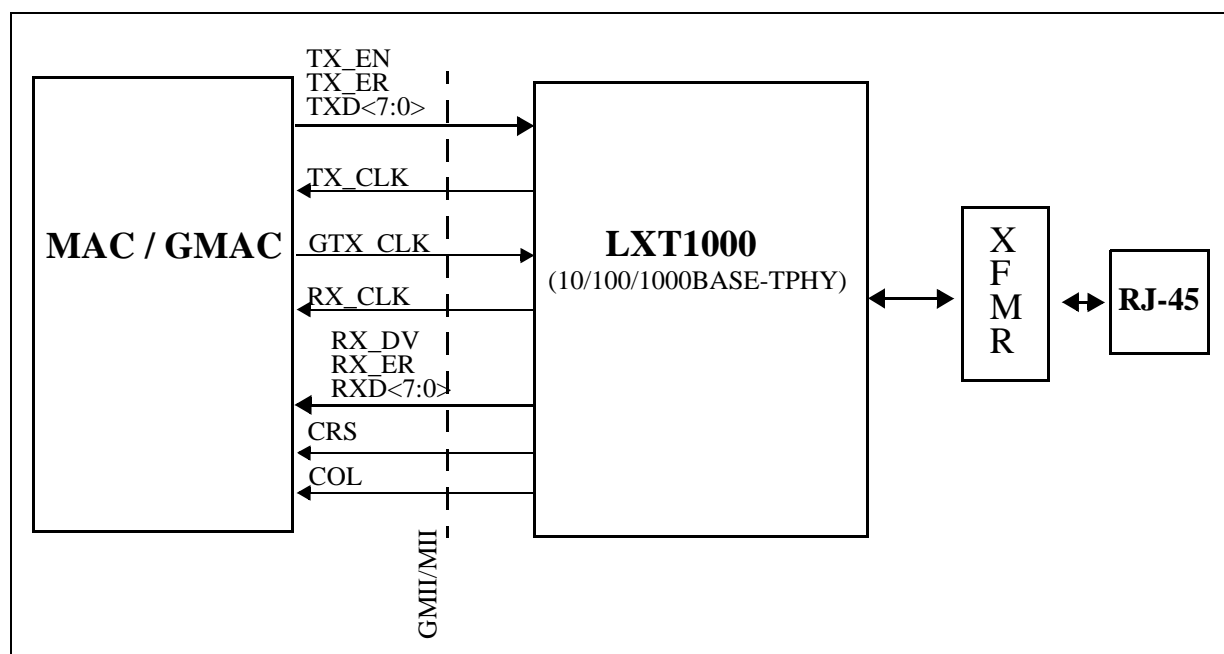 TX_EN
TX_ER
TXD<7:0>
TX_CLK
MAC / GMAC
GTX_CLK
RX_CLK
RX_DV
RX_ER
RXD<7:0>
CRS
COL
GMII/MII
LXT1000
(10/100/1000BASE-TPHY)
X
F
M
R
RJ-45